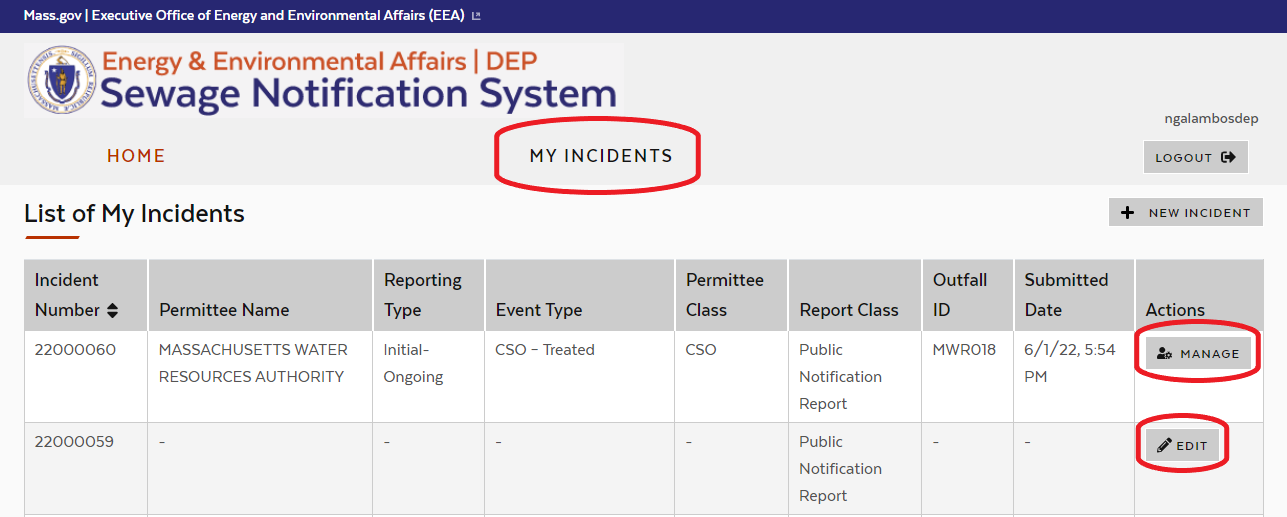 Mass.gov | Executive Office of Energy and Environmental Affairs (EEA)
Energy & Environmental Affairs | DEP
Sewage Notification System
ngalambosdep
HOME
MY INCIDENTS
LOGOUT
List of My Incidents
NEW INCIDENT
Incident Number
Permittee Name
Reporting Type
Event Type
Permittee Class
Report Class
Outfall ID
Submitted Date
Actions
22000060
MASSACHUSETTS WATER
RESOURCES AUTHORITY
Initial-
Ongoing
CSO – Treated
CSO
Public
Notification
Report
MWR018
6/1/22, 5:54
PM
MANAGE
22000059
-
-
-
-
Public
Notification
Report
-
-
EDIT